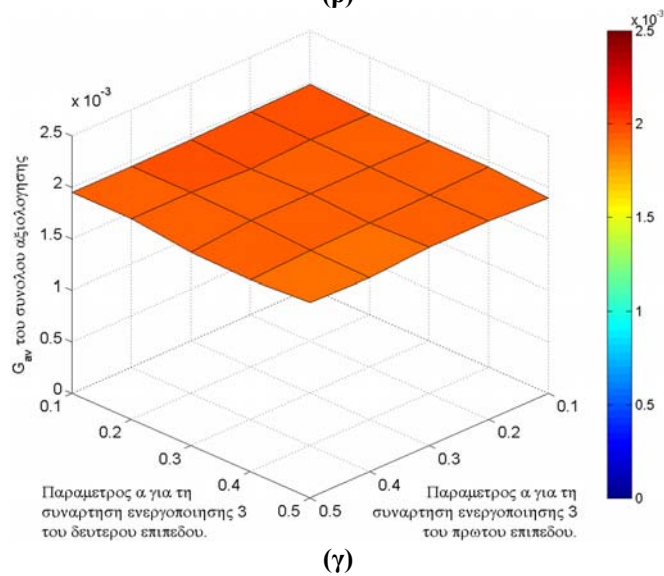 (β)
x 10⁻³
2.5
2
1.5
1
0.5
0
G_av του συνολου αξιολογησης
0.1
0.2
0.3
0.4
0.5
Παραμετρος α για τη
συναρτηση ενεργοποιησης 3
του δευτερου επιπεδου.
0.1
0.2
0.3
0.4
0.5
Παραμετρος α για τη
συναρτηση ενεργοποιησης 3
του πρωτου επιπεδου.
x 10⁻³
2.5
2
1.5
1
0.5
0
(γ)